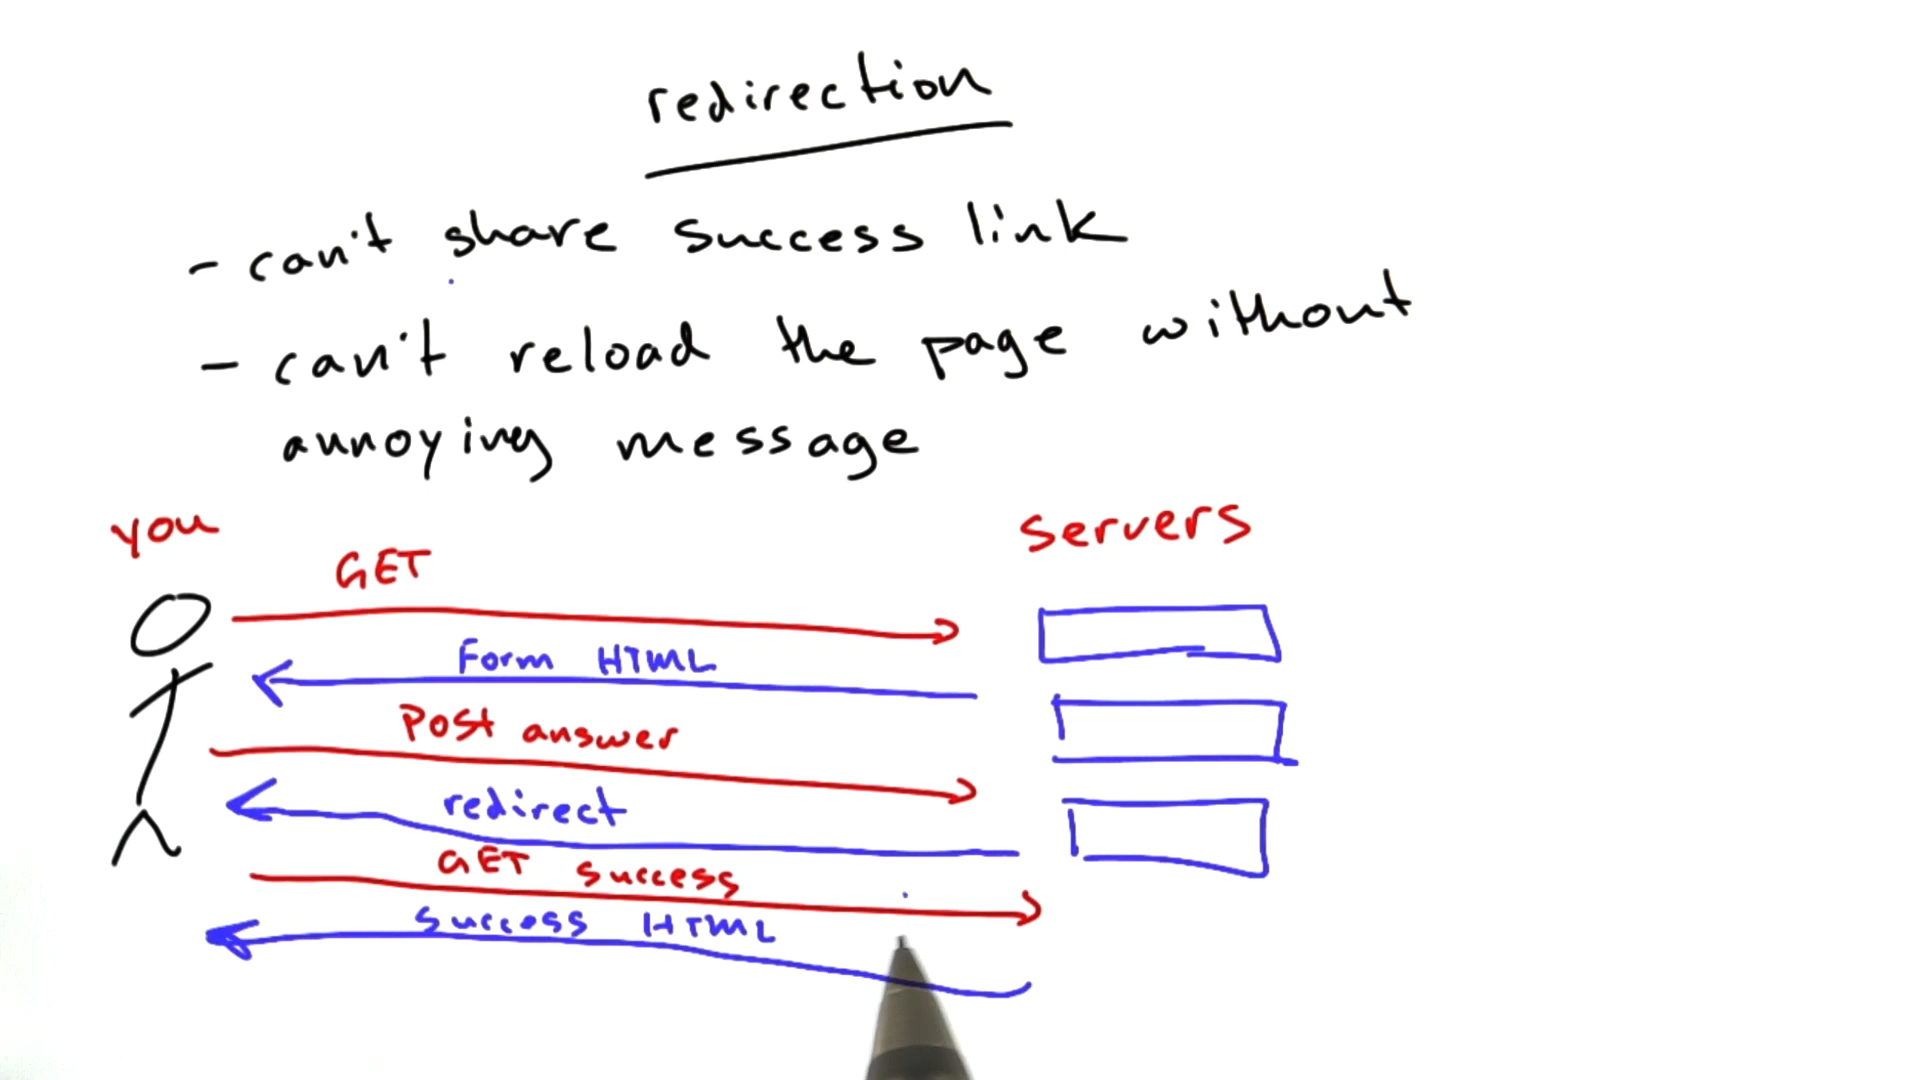 redirection
- can't share success link
- can't reload the page without
annoying message
you
servers
GET
Form HTML
Post answer
redirect
GET success
success HTML